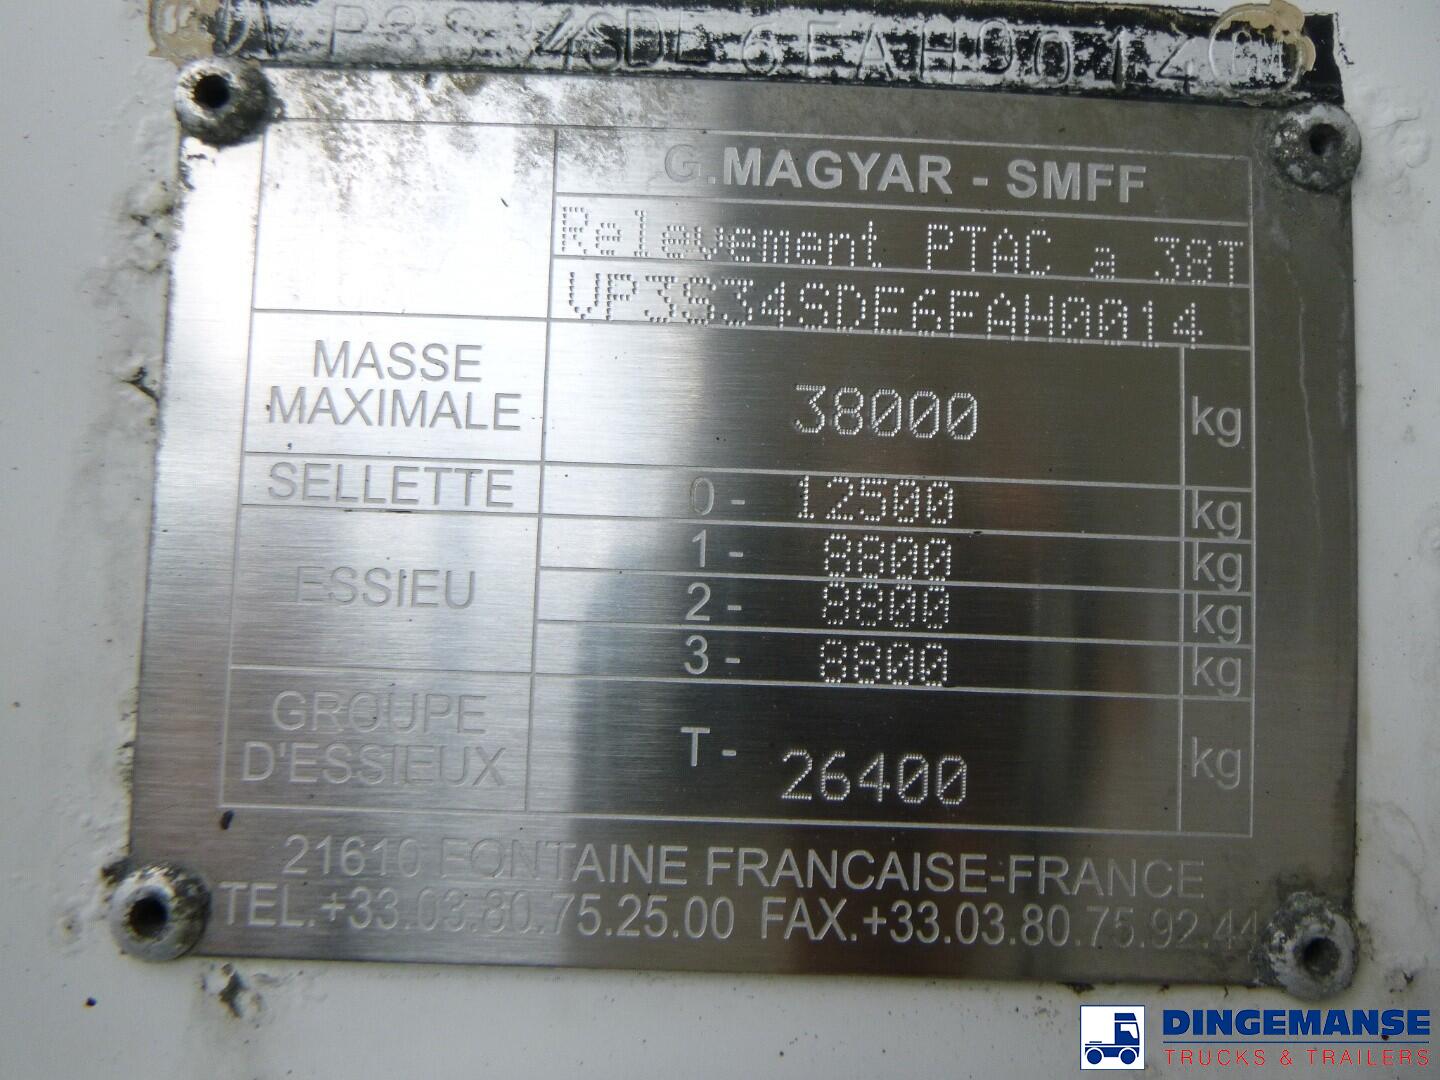 VP3S34SDE6FAH9014
G.MAGYAR - SMFF
Relevement PTAC a 38T
VP3S34SDE6FAH0014
MASSE MAXIMALE 38000 kg
SELLETTE 0- 12500 kg
ESSIEU
1- 8800 kg
2- 8800 kg
3- 8800 kg
GROUPE D'ESSIEUX T- 26400 kg
21610 FONTAINE FRANCAISE-FRANCE
TEL.+33.03.80.75.25.00 FAX.+33.03.80.75.92.44
DINGEMANSE
TRUCKS & TRAILERS